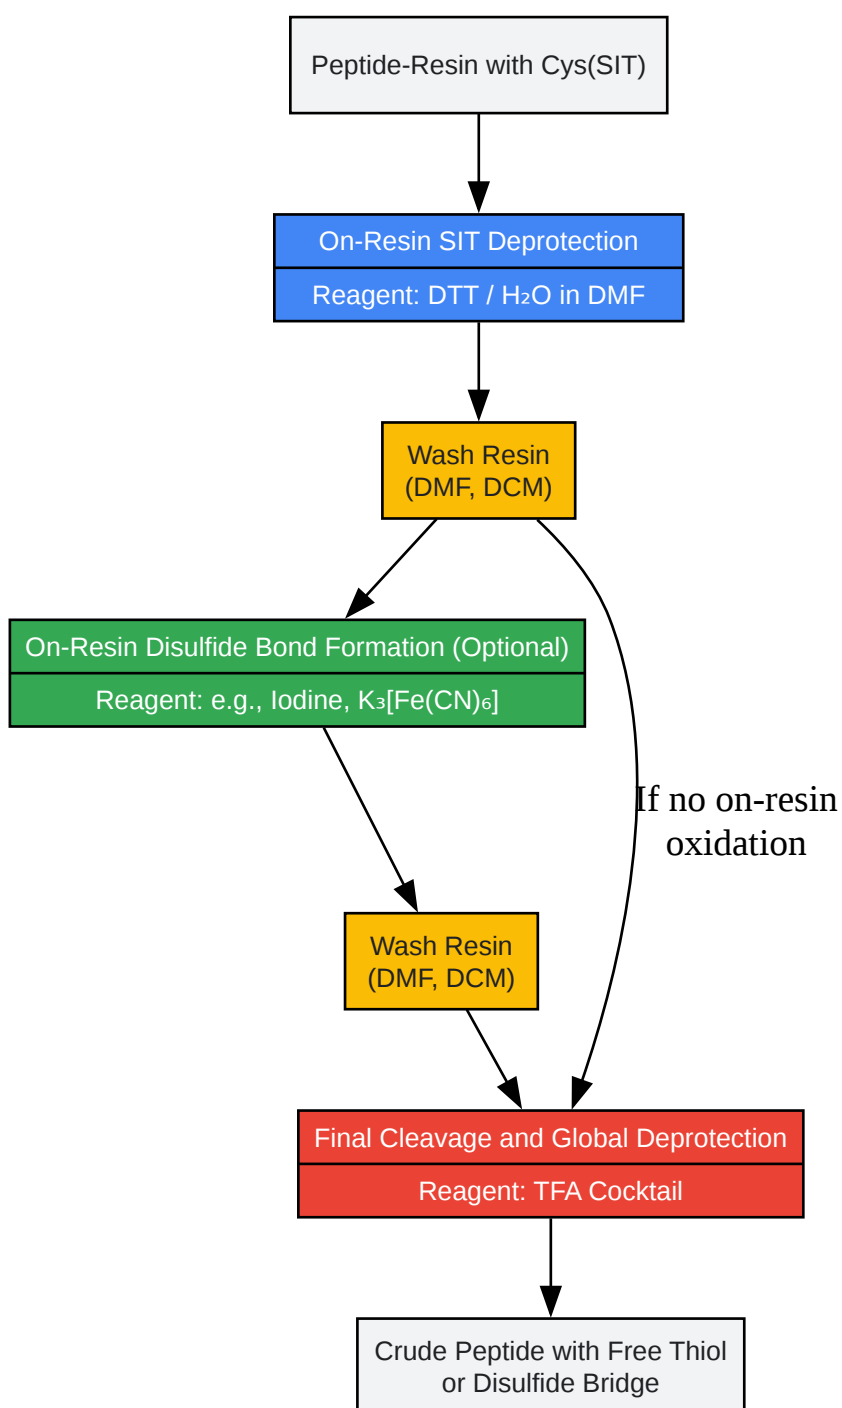 Peptide-Resin with Cys(SIT)
On-Resin SIT Deprotection
Reagent: DTT / H₂O in DMF
Wash Resin
(DMF, DCM)
On-Resin Disulfide Bond Formation (Optional)
Reagent: e.g., Iodine, K₃[Fe(CN)₆]
If no on-resin
oxidation
Wash Resin
(DMF, DCM)
Final Cleavage and Global Deprotection
Reagent: TFA Cocktail
Crude Peptide with Free Thiol
or Disulfide Bridge